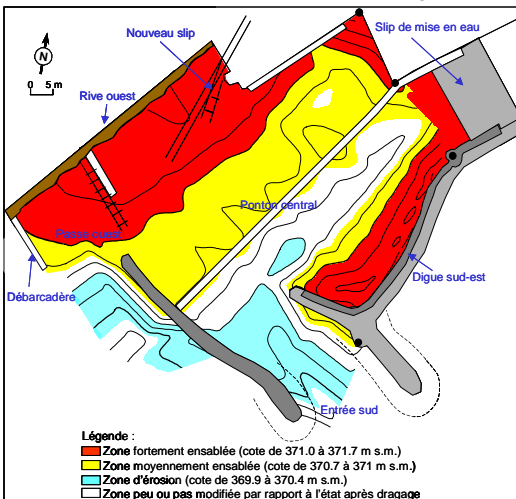 Nouveau slip
Slip de mise en eau
N
0 5 m
Rive ouest
Ponton central
Passe ouest
Débarcadère
Digue sud-est
Entrée sud
Légende :
Zone fortement ensablée (cote de 371.0 à 371.7 m s.m.)
Zone moyennement ensablée (cote de 370.7 à 371 m s.m.)
Zone d'érosion (cote de 369.9 à 370.4 m s.m.)
Zone peu ou pas modifiée par rapport à l'état après dragage